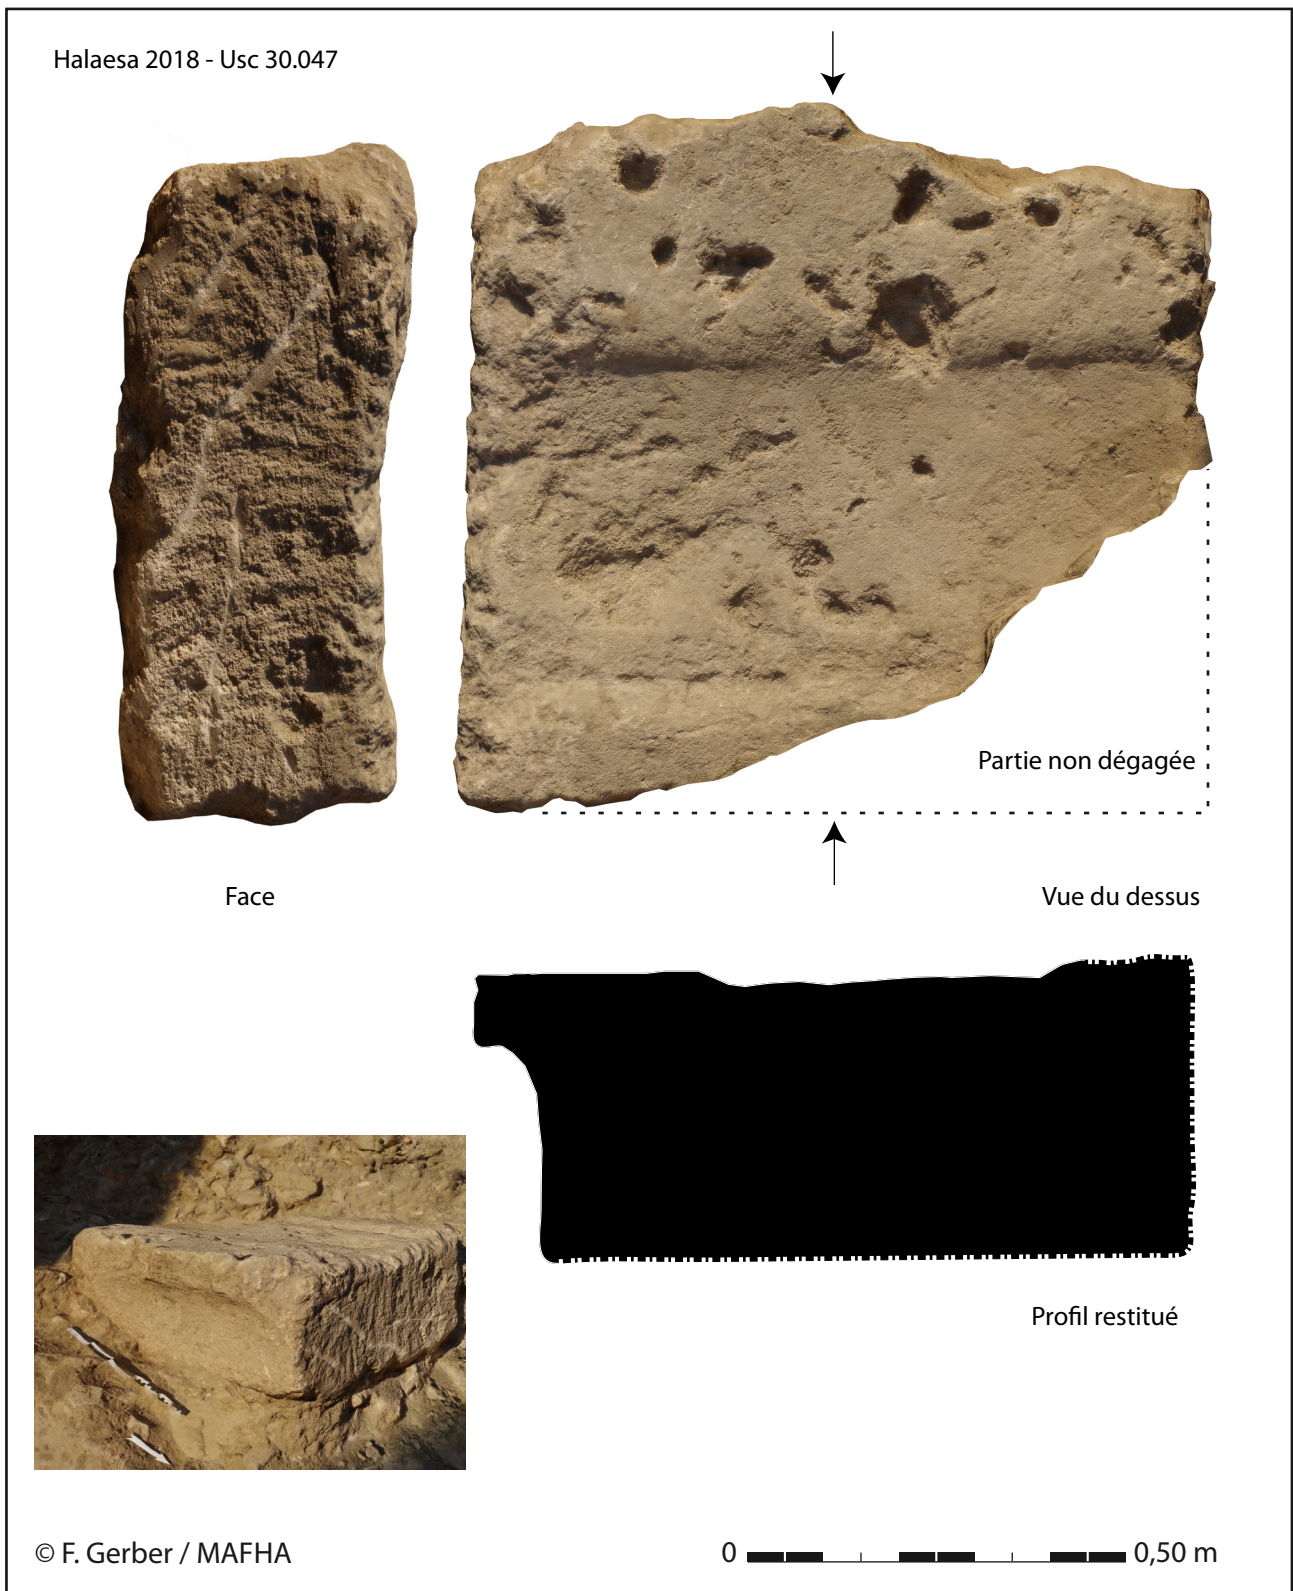 Halaesa 2018 - Usc 30.047
Partie non dégagée
Face
Vue du dessus
Profil restitué
© F. Gerber / MAFHA
0
0,50 m